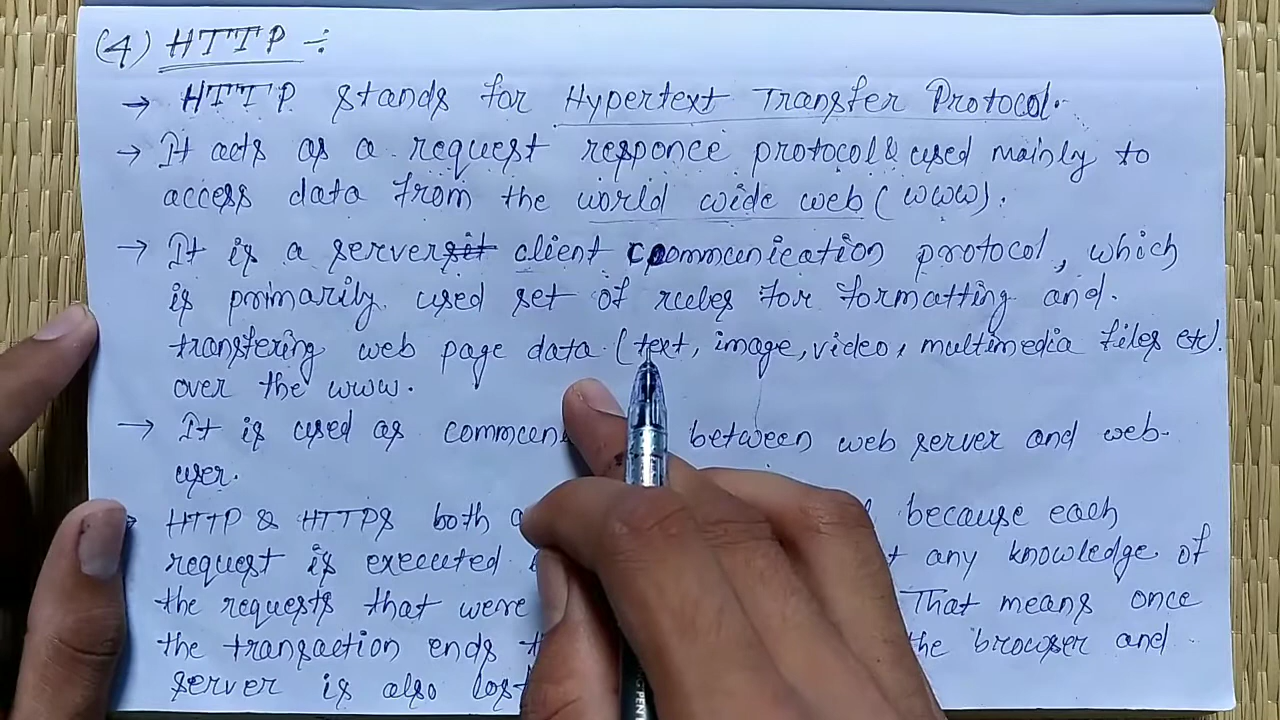 (4) HTTP ÷
→ HTTP stands for Hypertext Transfer Protocol.
→ It acts as a request responce protocol & used mainly to
access data from the world wide web (WWW).
→ It is a server client communication protocol, which
is primarily used set of rules for formatting and
transfering web page data (text, image, video, multimedia files etc).
over the www.
→ It is used as between web server and web-
user.
HTTP & HTTPS both because each
request is executed any knowledge of
the requests that were That means once
the transaction ends the browser and
server is also lost